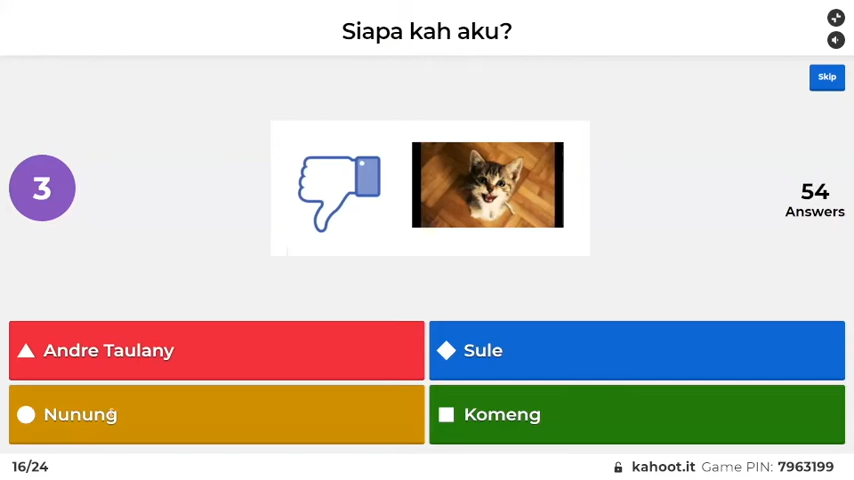 Siapa kah aku?
Skip
3
54
Answers
Andre Taulany
Sule
Nunung
Komeng
16/24
kahoot.it Game PIN: 7963199